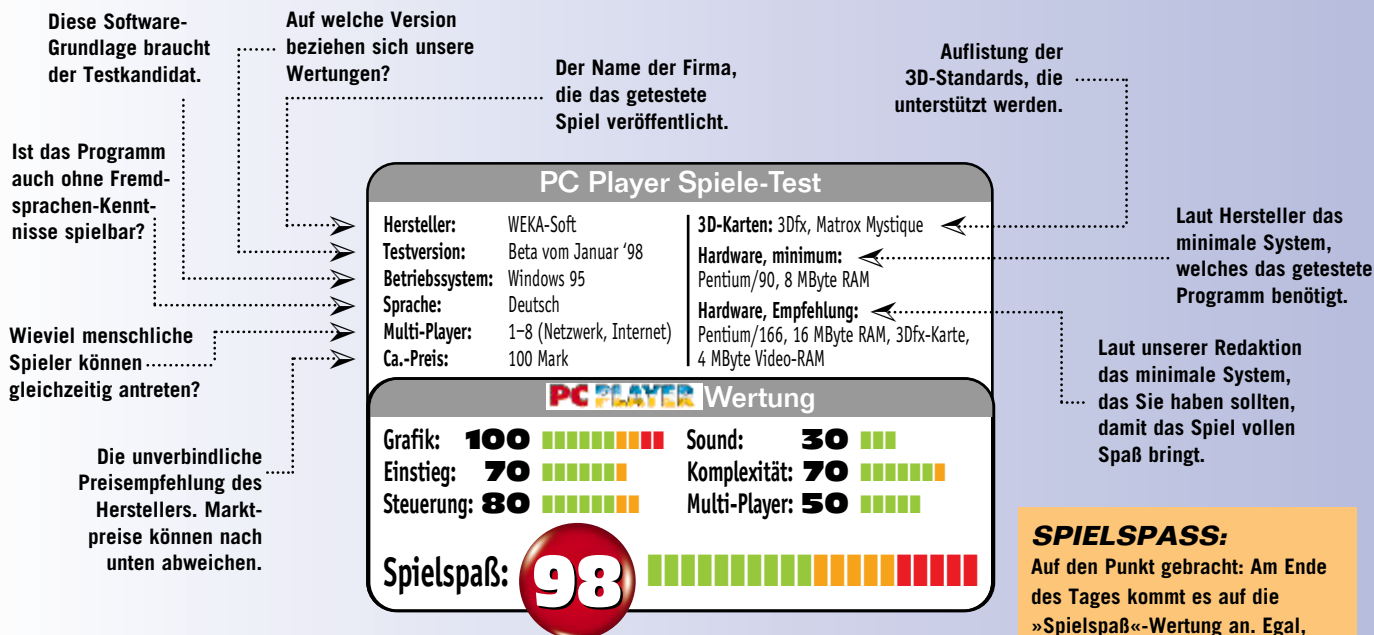 Diese Software-
Grundlage braucht
der Testkandidat.
Auf welche Version
beziehen sich unsere
Wertungen?
Der Name der Firma,
die das getestete
Spiel veröffentlicht.
Auflistung der
3D-Standards, die
unterstützt werden.
Ist das Programm
auch ohne Fremd-
sprachen-Kennt-
nisse spielbar?
Wieviel menschliche
Spieler können
gleichzeitig antreten?
Die unverbindliche
Preisempfehlung des
Herstellers. Markt-
preise können nach
unten abweichen.
PC Player Spiele-Test
Hersteller: WEKA-Soft
Testversion: Beta vom Januar ‘98
Betriebssystem: Windows 95
Sprache: Deutsch
Multi-Player: 1–8 (Netzwerk, Internet)
Ca.-Preis: 100 Mark
3D-Karten: 3Dfx, Matrox Mystique
Hardware, minimum:
Pentium/90, 8 MByte RAM
Hardware, Empfehlung:
Pentium/166, 16 MByte RAM, 3Dfx-Karte,
4 MByte Video-RAM
PC PLAYER Wertung
Grafik: 100
Sound: 30
Einstieg: 70
Komplexität: 70
Steuerung: 80
Multi-Player: 50
Spielspaß: 98
Laut Hersteller das
minimale System,
welches das getestete
Programm benötigt.
Laut unserer Redaktion
das minimale System,
das Sie haben sollten,
damit das Spiel vollen
Spaß bringt.
SPIELSPASS:
Auf den Punkt gebracht: Am Ende
des Tages kommt es auf die
»Spielspaß«-Wertung an. Egal,